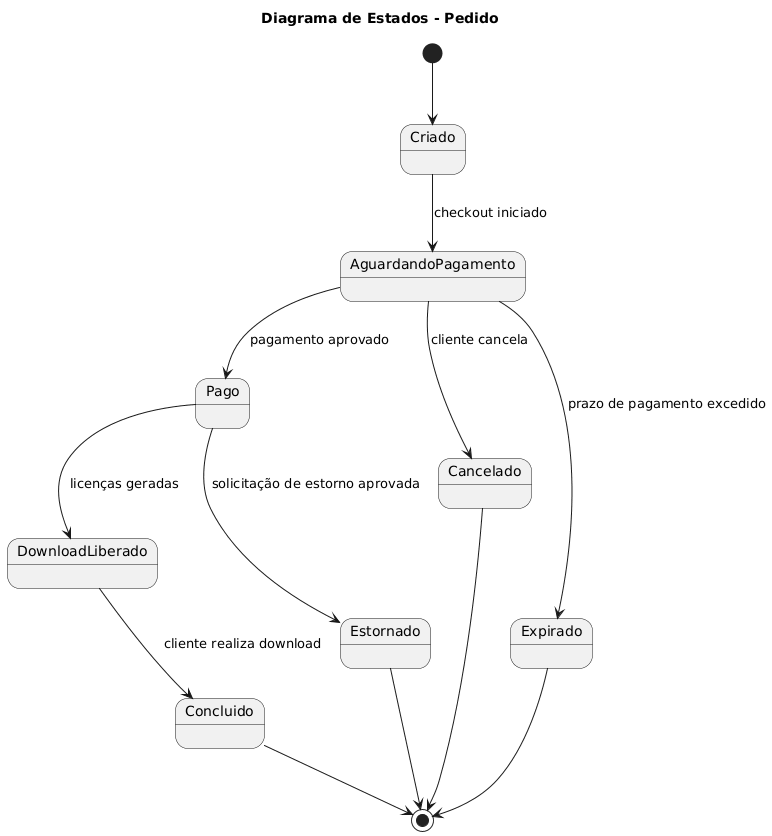 Diagrama de Estados - Pedido
Criado
checkout iniciado
AguardandoPagamento
pagamento aprovado
cliente cancela
Pago
prazo de pagamento excedido
Cancelado
licenças geradas
solicitação de estorno aprovada
DownloadLiberado
Estornado
Expirado
cliente realiza download
Concluido